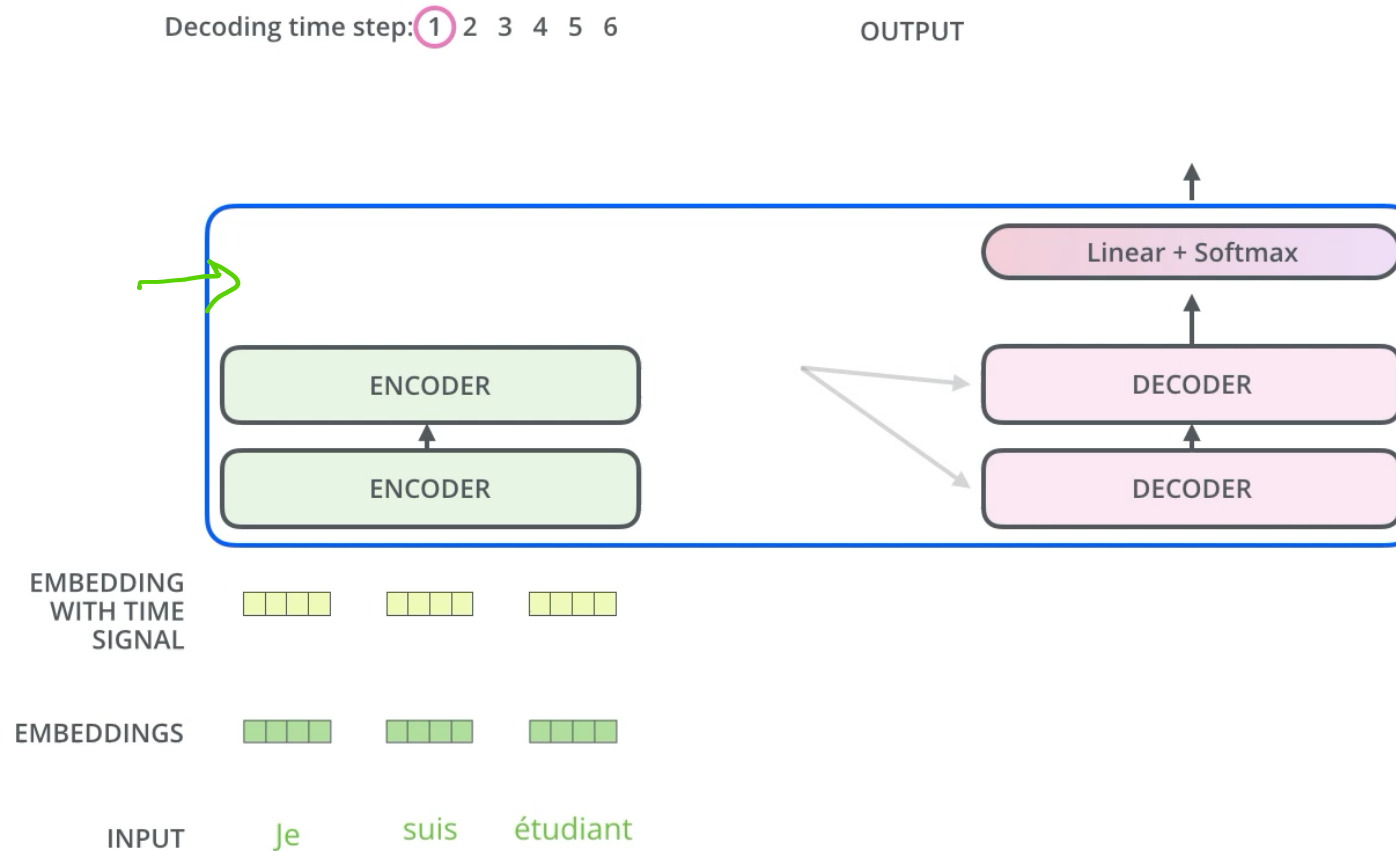 Decoding time step: 1 2 3 4 5 6
OUTPUT
Linear + Softmax
ENCODER
DECODER
ENCODER
DECODER
EMBEDDING
WITH TIME
SIGNAL
EMBEDDINGS
INPUT Je suis étudiant